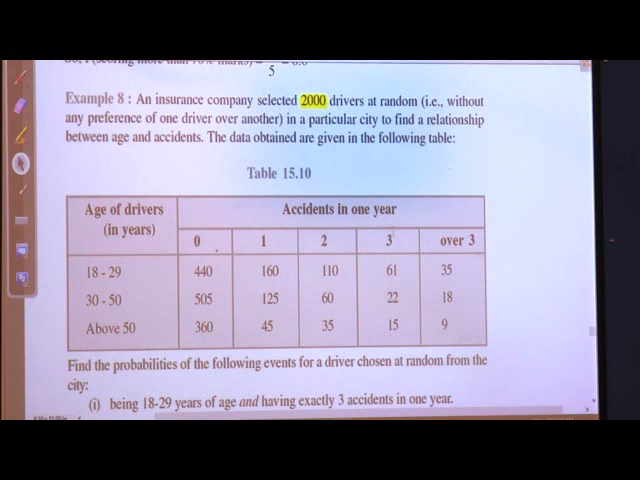 5
Example 8 : An insurance company selected 2000 drivers at random (i.e., without
any preference of one driver over another) in a particular city to find a relationship
between age and accidents. The data obtained are given in the following table:
Table 15.10
Age of drivers Accidents in one year
(in years)
0 1 2 3 over 3
18 - 29 440 160 110 61 35
30 - 50 505 125 60 22 18
Above 50 360 45 35 15 9
Find the probabilities of the following events for a driver chosen at random from the
city:
(i) being 18-29 years of age and having exactly 3 accidents in one year.